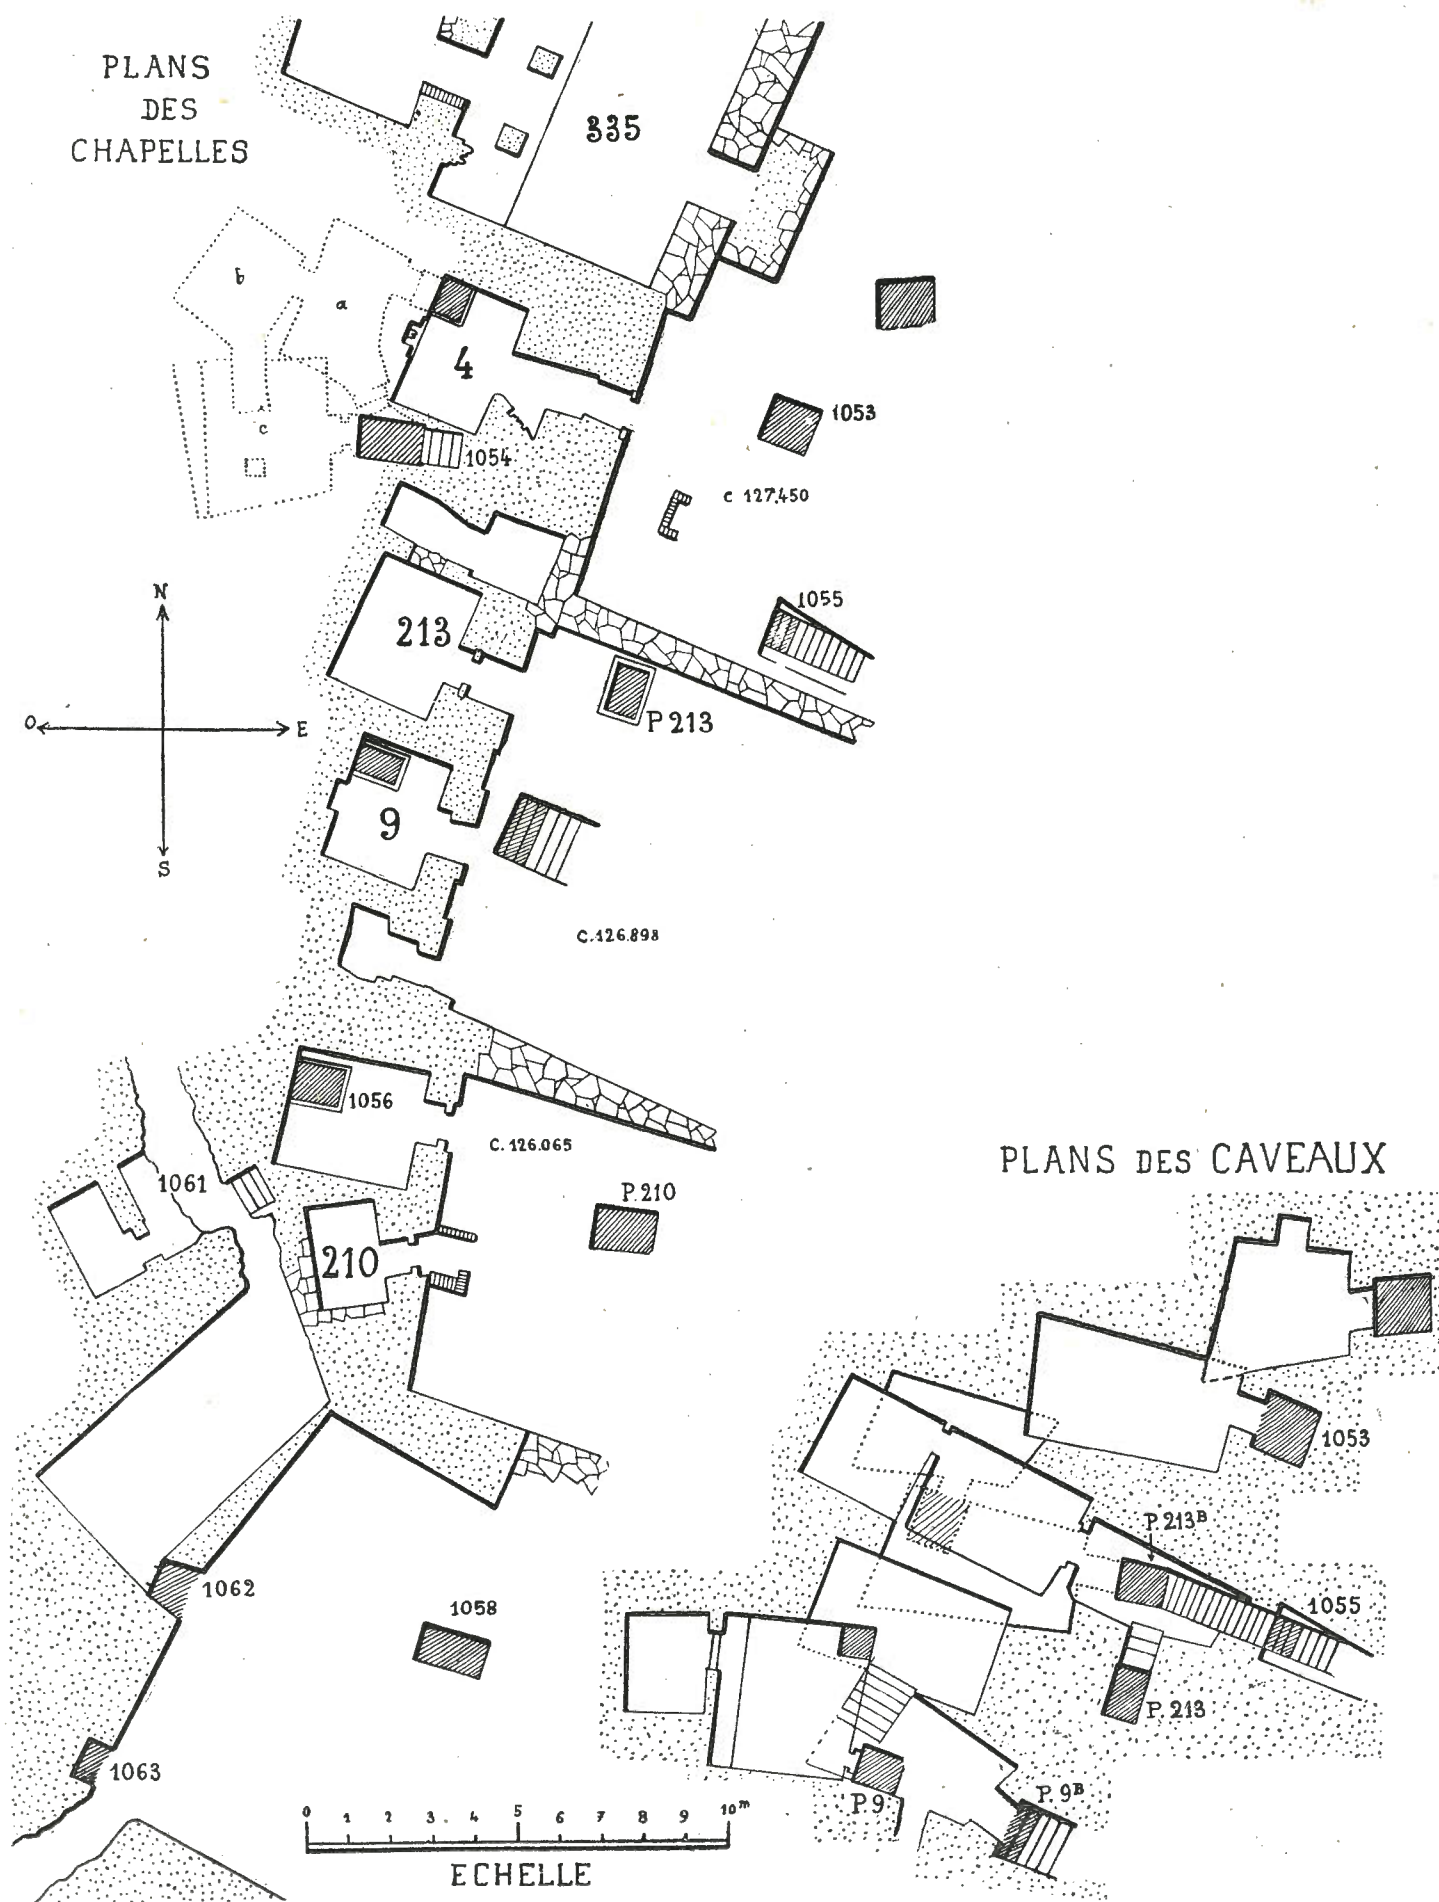 PLANS
DES
CHAPELLES
335
b
a
4
c
1053
1054
c 127.450
1055
213
P 213
N
O
E
S
9
C.126.898
1056
C. 126.065
1061
P. 210
210
PLANS DES CAVEAUX
1053
P 213B
1055
P. 213
1062
1058
1063
P. 9
P. 9B
0 1 2 3 4 5 6 7 8 9 10m
ECHELLE